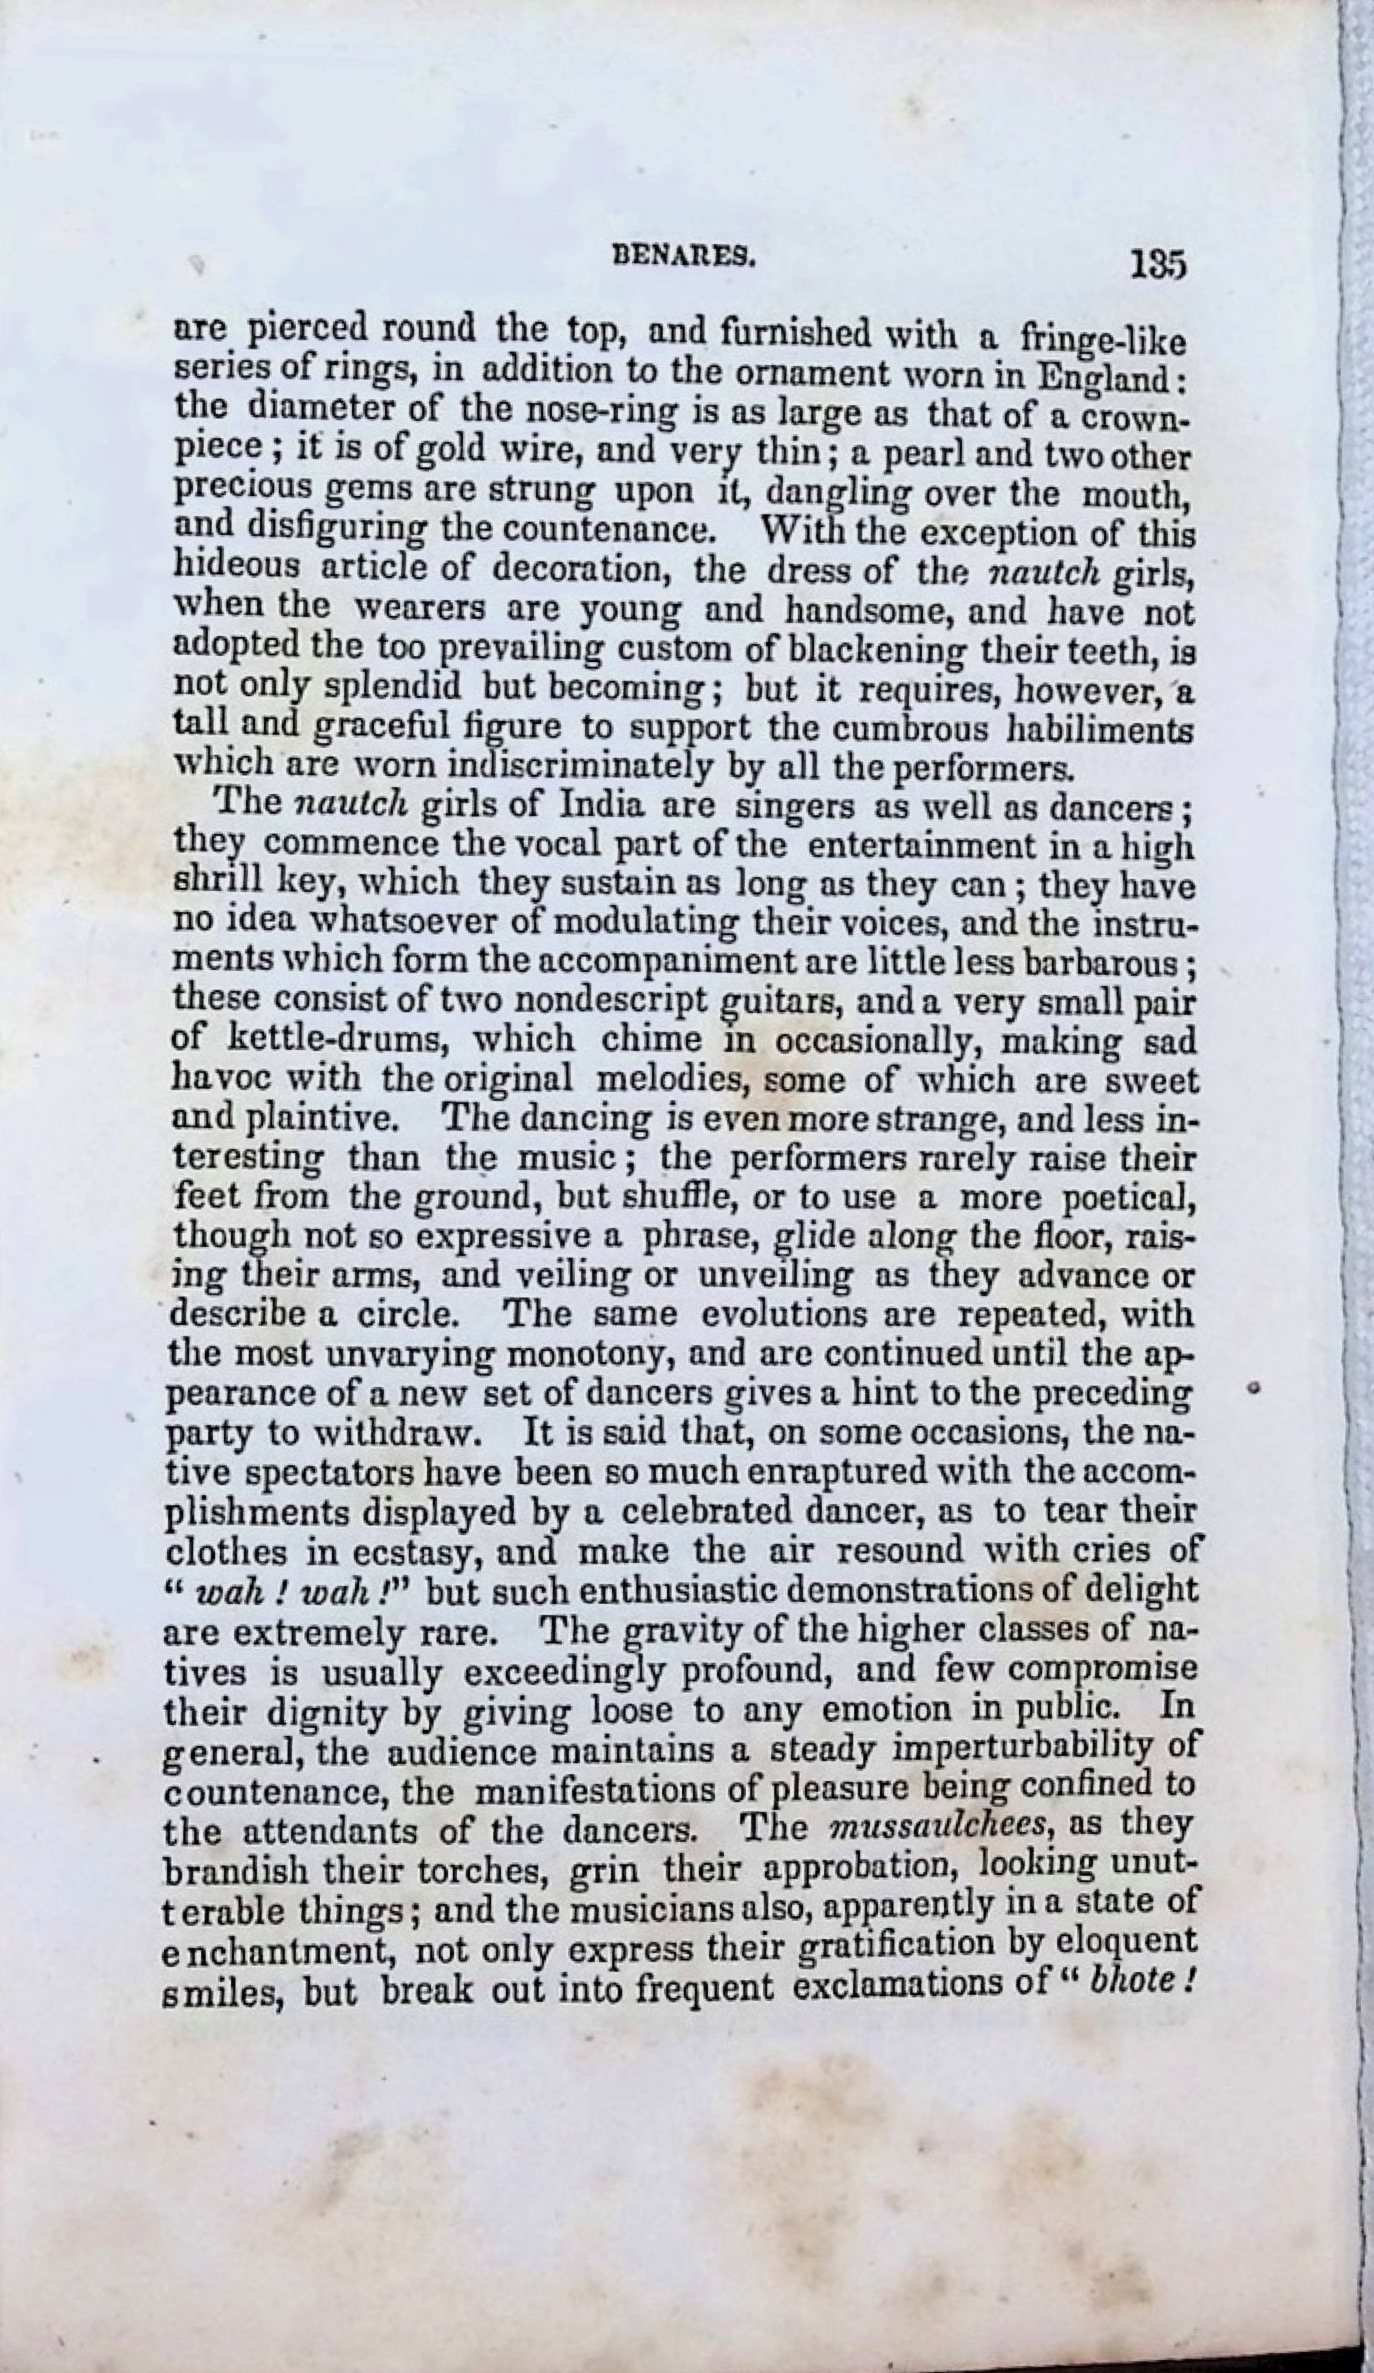 BENARES. 135
are pierced round the top, and furnished with a fringe-like
series of rings, in addition to the ornament worn in England:
the diameter of the nose-ring is as large as that of a crown-
piece; it is of gold wire, and very thin; a pearl and two other
precious gems are strung upon it, dangling over the mouth,
and disfiguring the countenance. With the exception of this
hideous article of decoration, the dress of the nautch girls,
when the wearers are young and handsome, and have not
adopted the too prevailing custom of blackening their teeth, is
not only splendid but becoming; but it requires, however, a
tall and graceful figure to support the cumbrous habiliments
which are worn indiscriminately by all the performers.
The nautch girls of India are singers as well as dancers;
they commence the vocal part of the entertainment in a high
shrill key, which they sustain as long as they can; they have
no idea whatsoever of modulating their voices, and the instru-
ments which form the accompaniment are little less barbarous;
these consist of two nondescript guitars, and a very small pair
of kettle-drums, which chime in occasionally, making sad
havoc with the original melodies, some of which are sweet
and plaintive. The dancing is even more strange, and less in-
teresting than the music; the performers rarely raise their
feet from the ground, but shuffle, or to use a more poetical,
though not so expressive a phrase, glide along the floor, rais-
ing their arms, and veiling or unveiling as they advance or
describe a circle. The same evolutions are repeated, with
the most unvarying monotony, and are continued until the ap-
pearance of a new set of dancers gives a hint to the preceding
party to withdraw. It is said that, on some occasions, the na-
tive spectators have been so much enraptured with the accom-
plishments displayed by a celebrated dancer, as to tear their
clothes in ecstasy, and make the air resound with cries of
“ wah ! wah !” but such enthusiastic demonstrations of delight
are extremely rare. The gravity of the higher classes of na-
tives is usually exceedingly profound, and few compromise
their dignity by giving loose to any emotion in public. In
general, the audience maintains a steady imperturbability of
countenance, the manifestations of pleasure being confined to
the attendants of the dancers. The mussaulchees, as they
brandish their torches, grin their approbation, looking unut-
terable things; and the musicians also, apparently in a state of
enchantment, not only express their gratification by eloquent
smiles, but break out into frequent exclamations of “ bhote !